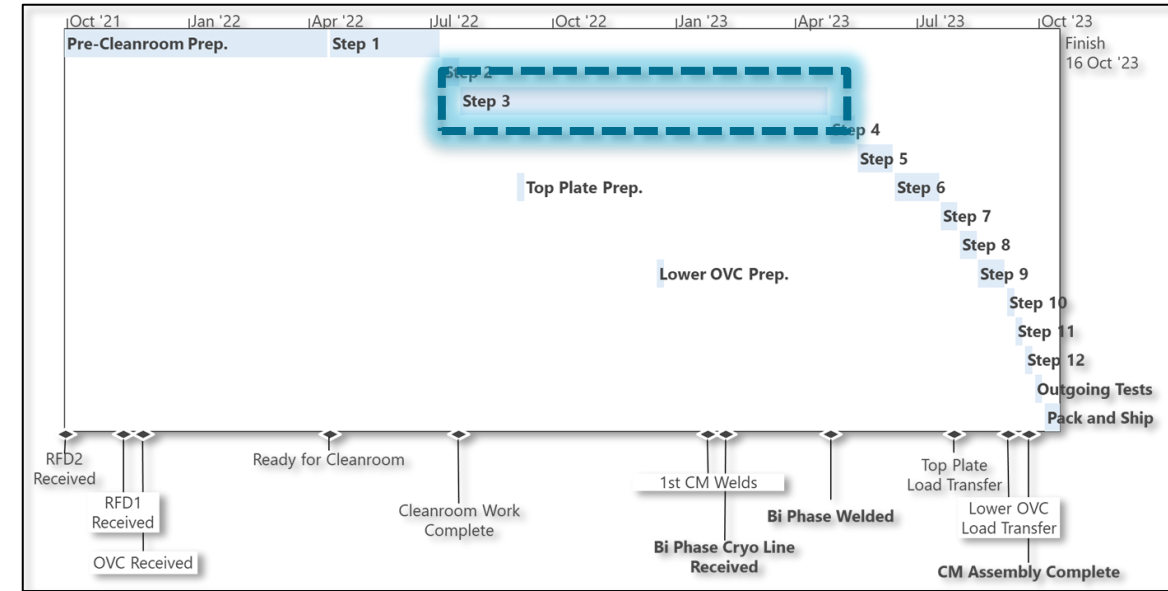 Oct '21
Jan '22
Apr '22
Jul '22
Oct '22
Jan '23
Apr '23
Jul '23
Oct '23
Pre-Cleanroom Prep.
Step 1
Finish
16 Oct '23
Step 2
Step 3
Step 4
Step 5
Top Plate Prep.
Step 6
Step 7
Step 8
Lower OVC Prep.
Step 9
Step 10
Step 11
Step 12
Outgoing Tests
Pack and Ship
RFD2
Received
RFD1
Received
OVC Received
Ready for Cleanroom
Cleanroom Work
Complete
1st CM Welds
Bi Phase Cryo Line
Received
Bi Phase Welded
Top Plate
Load Transfer
Lower OVC
Load Transfer
CM Assembly Complete